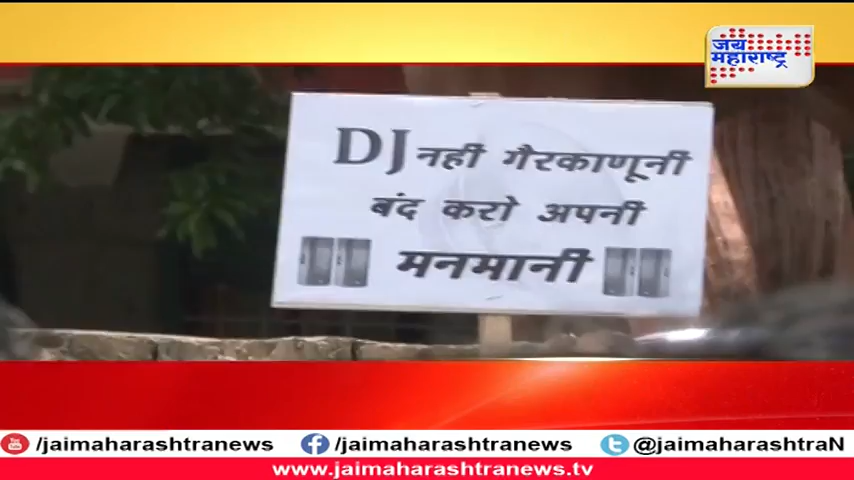 जय
महाराष्ट्र
DJ नही गैरकाणूनी
बंद करो अपनी
मनमानी
/jaimaharashtranews /jaimaharashtranews @jaimaharashtraN
www.jaimaharashtranews.tv